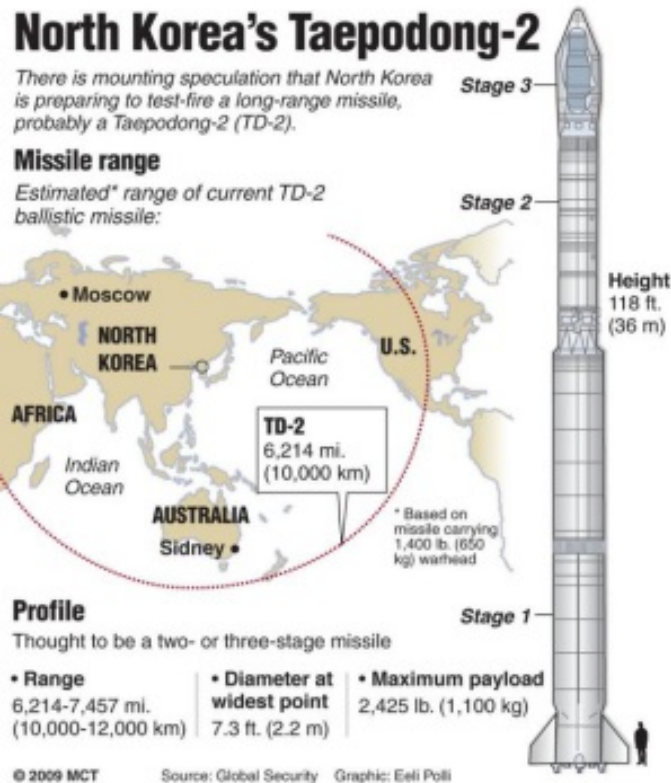 North Korea's Taepodong-2
There is mounting speculation that North Korea
is preparing to test-fire a long-range missile,
probably a Taepodong-2 (TD-2).
Stage 3
Missile range
Estimated* range of current TD-2
ballistic missile:
Stage 2
Height
118 ft.
(36 m)
Moscow
NORTH
KOREA
U.S.
Pacific
Ocean
AFRICA
TD-2
6,214 mi.
(10,000 km)
Indian
Ocean
AUSTRALIA
Sidney
* Based on
missile carrying
1,400 lb. (650
kg) warhead
Stage 1
Profile
Thought to be a two- or three-stage missile
• Range
6,214-7,457 mi.
(10,000-12,000 km)
• Diameter at
widest point
7.3 ft. (2.2 m)
• Maximum payload
2,425 lb. (1,100 kg)
© 2009 MCT
Source: Global Security
Graphic: Eeli Polli